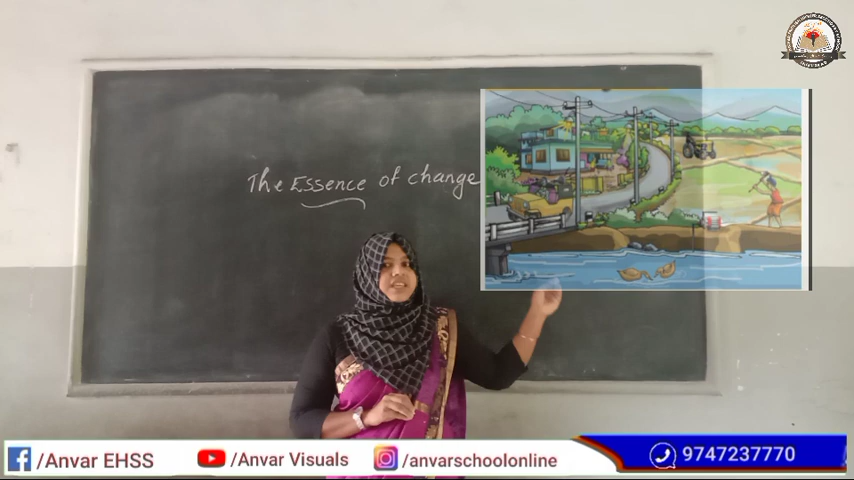 The Essence of change
/Anvar EHSS
/Anvar Visuals
/anvarschoolonline
9747237770